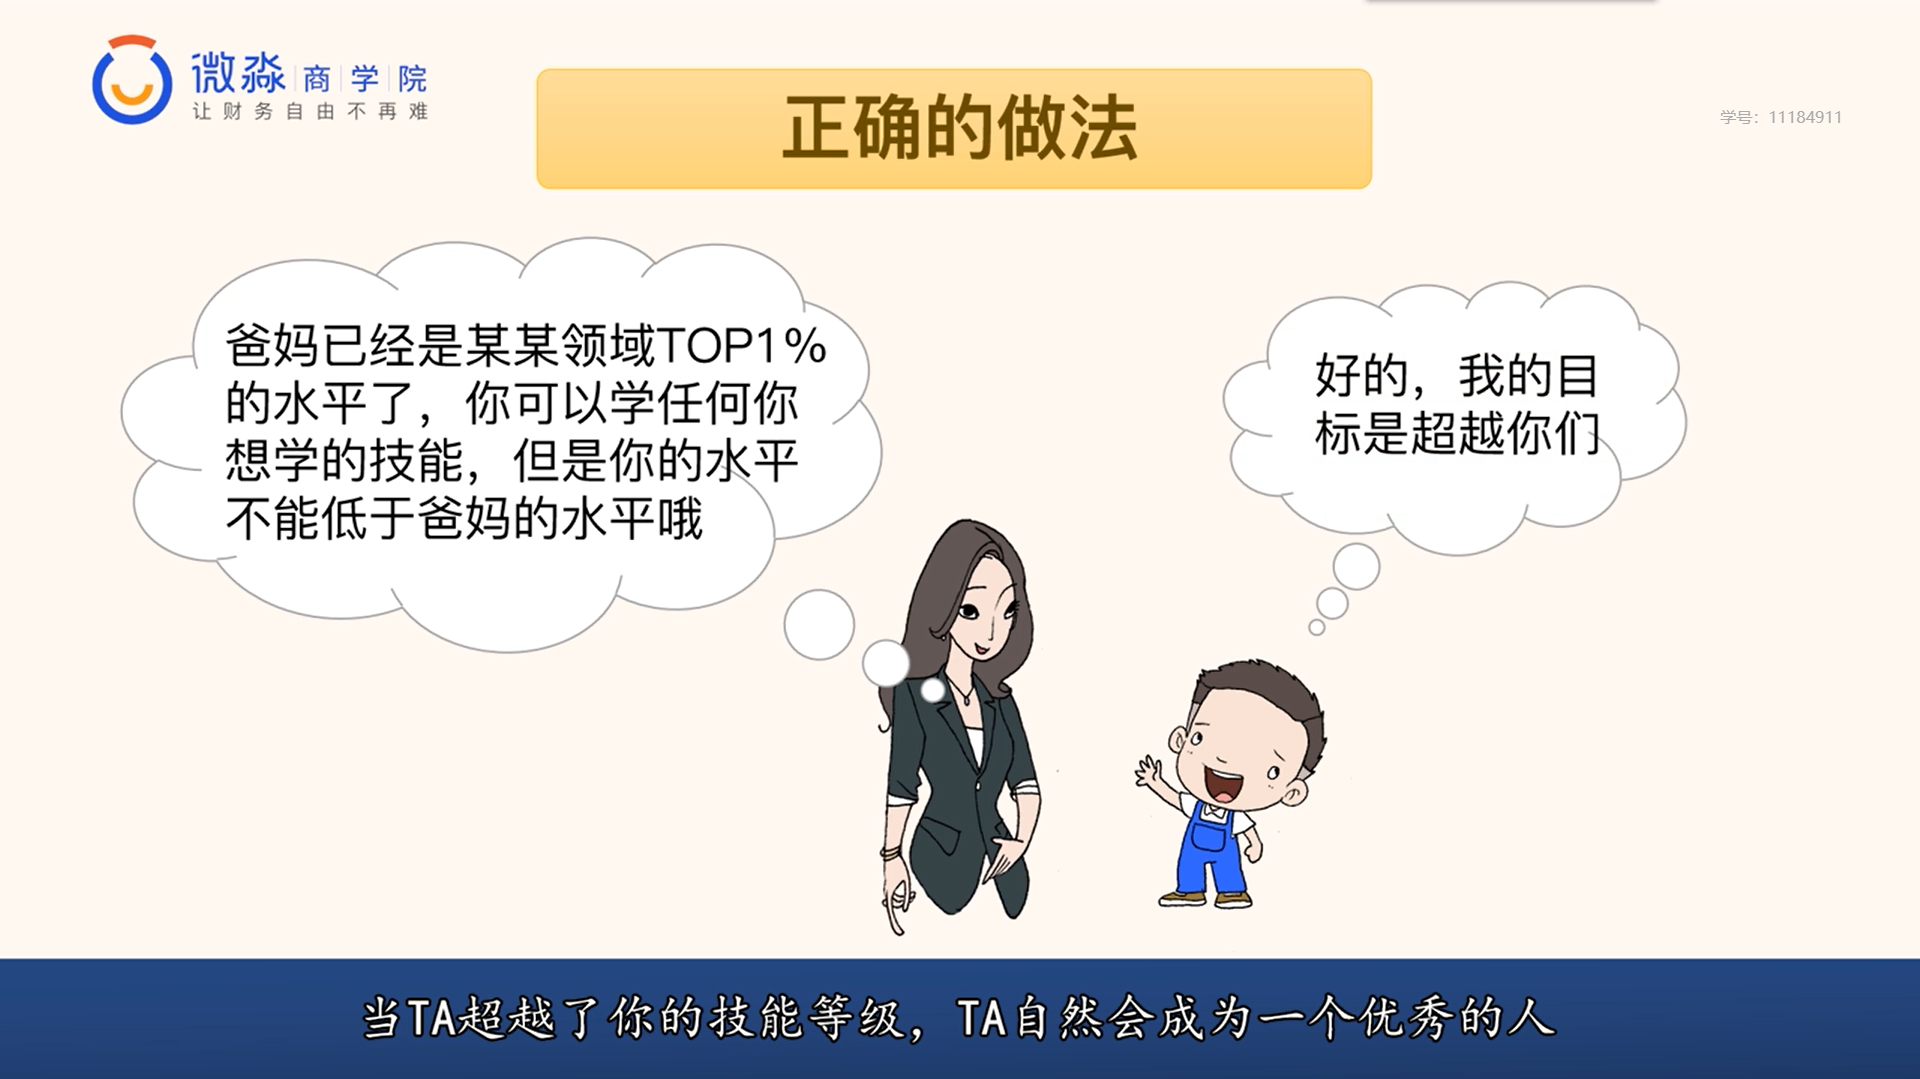 微淼商学院
让财务自由不再难
正确的做法
学号：11184911
爸妈已经是某某领域TOP1%
的水平了，你可以学任何你
想学的技能，但是你的水平
不能低于爸妈的水平哦
好的，我的目
标是超越你们
当TA超越了你的技能等级，TA自然会成为一个优秀的人